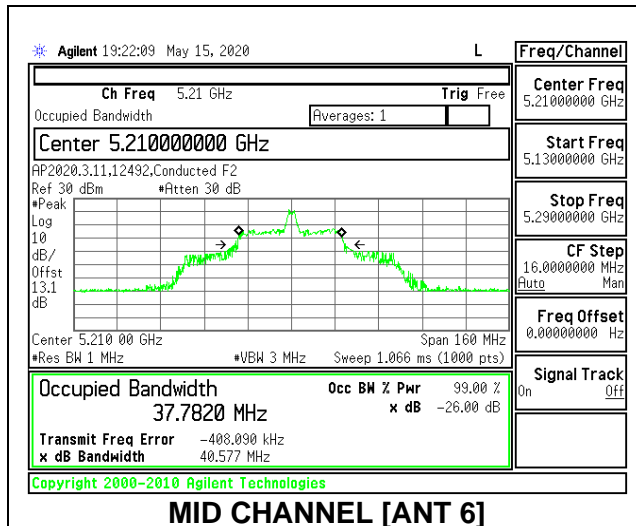 Agilent 19:22:09 May 15, 2020 L
Freq/Channel
Ch Freq 5.21 GHz Trig Free
Occupied Bandwidth Averages: 1
Center 5.210000000 GHz
AP2020.3.11,12492,Conducted F2
Ref 30 dBm #Atten 30 dB
#Peak
Log
10
dB/
Offst
13.1
dB
Center 5.210 00 GHz Span 160 MHz
#Res BW 1 MHz #VBW 3 MHz Sweep 1.066 ms (1000 pts)
Occupied Bandwidth Occ BW % Pwr 99.00 %
37.7820 MHz x dB -26.00 dB
Transmit Freq Error -408.090 kHz
x dB Bandwidth 40.577 MHz
Copyright 2000-2010 Agilent Technologies
Center Freq
5.21000000 GHz
Start Freq
5.13000000 GHz
Stop Freq
5.29000000 GHz
CF Step
16.0000000 MHz
Auto Man
Freq Offset
0.00000000 Hz
Signal Track
On Off
MID CHANNEL [ANT 6]